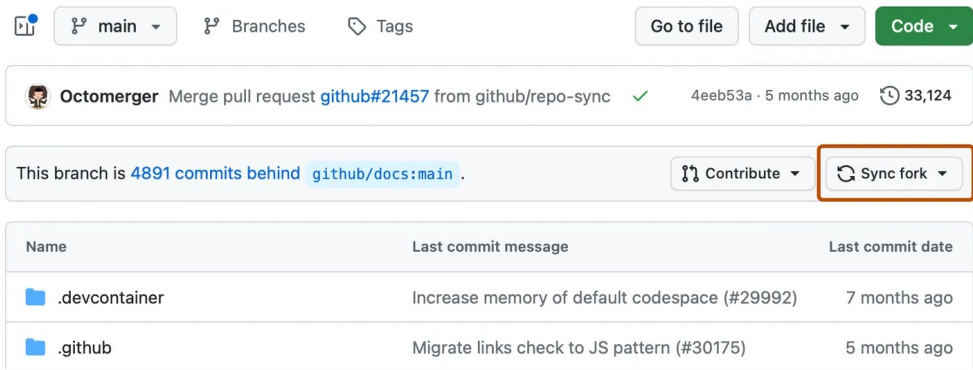 main Branches Tags Go to file Add file Code
Octomerger Merge pull request github#21457 from github/repo-sync 4eeb53a · 5 months ago 33,124
This branch is 4891 commits behind github/docs:main . Contribute Sync fork
Name Last commit message Last commit date
.devcontainer Increase memory of default codespace (#29992) 7 months ago
.github Migrate links check to JS pattern (#30175) 5 months ago